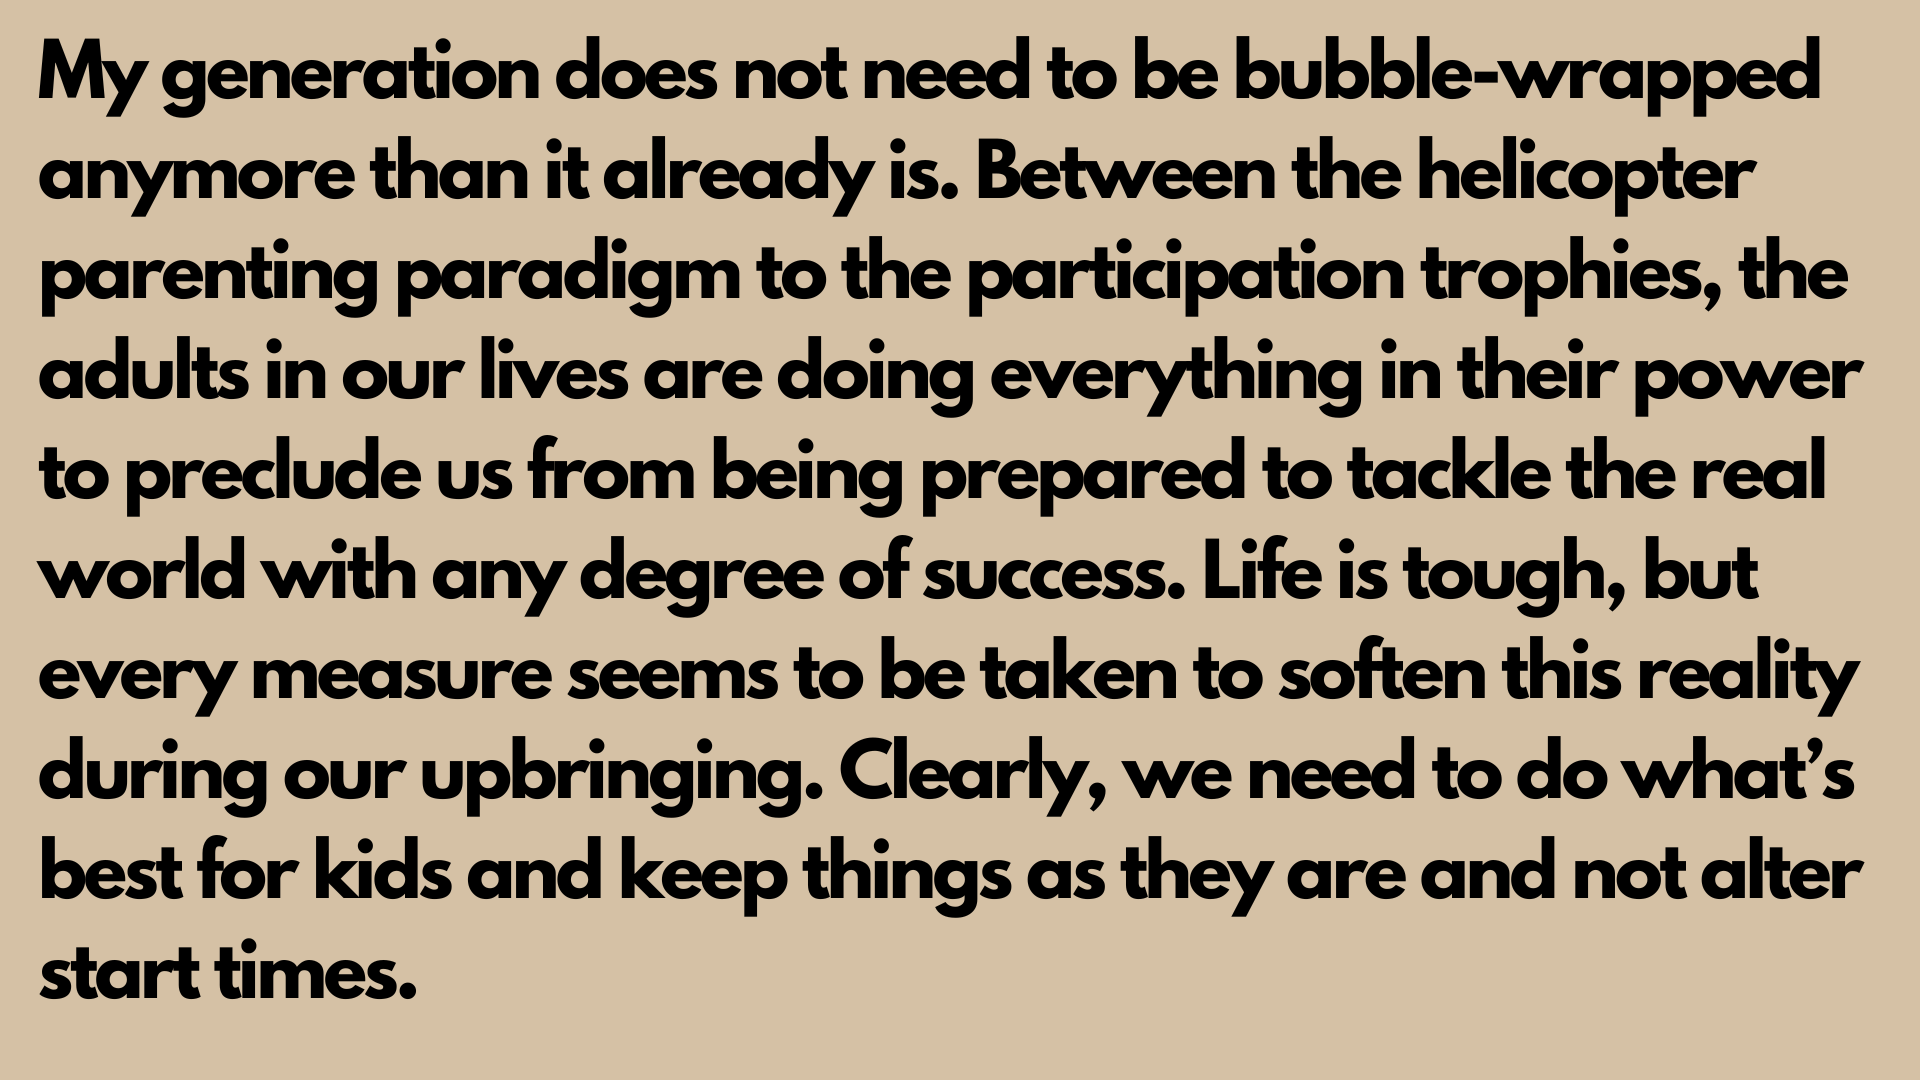 My generation does not need to be bubble-wrapped
anymore than it already is. Between the helicopter
parenting paradigm to the participation trophies, the
adults in our lives are doing everything in their power
to preclude us from being prepared to tackle the real
world with any degree of success. Life is tough, but
every measure seems to be taken to soften this reality
during our upbringing. Clearly, we need to do what’s
best for kids and keep things as they are and not alter
start times.